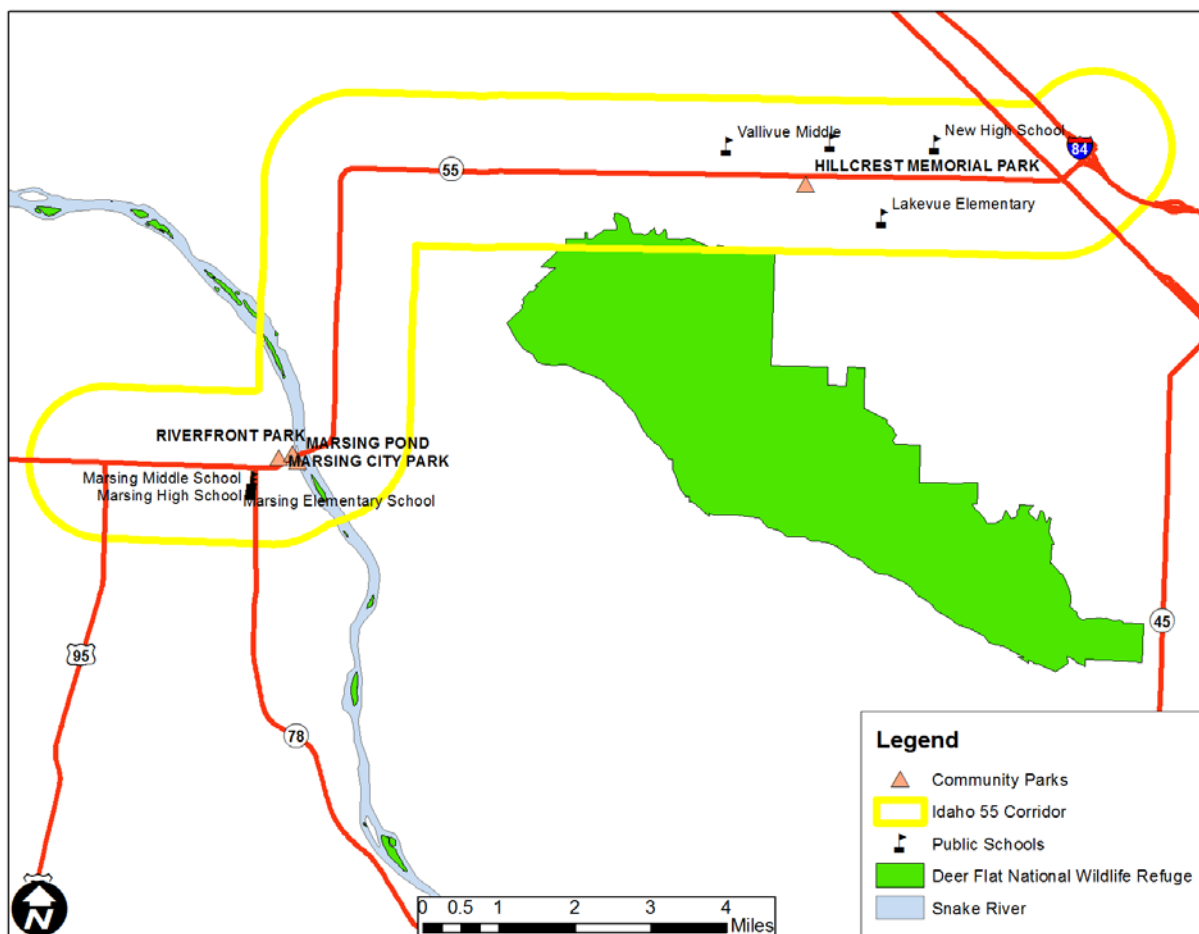 Vallivue Middle
New High School
84
HILLCREST MEMORIAL PARK
55
Lakevue Elementary
RIVERFRONT PARK
MARSING POND
MARSING CITY PARK
Marsing Middle School
Marsing High School
Marsing Elementary School
45
95
78
Legend
Community Parks
Idaho 55 Corridor
Public Schools
Deer Flat National Wildlife Refuge
Snake River
N
0 0.5 1 2 3 4
Miles